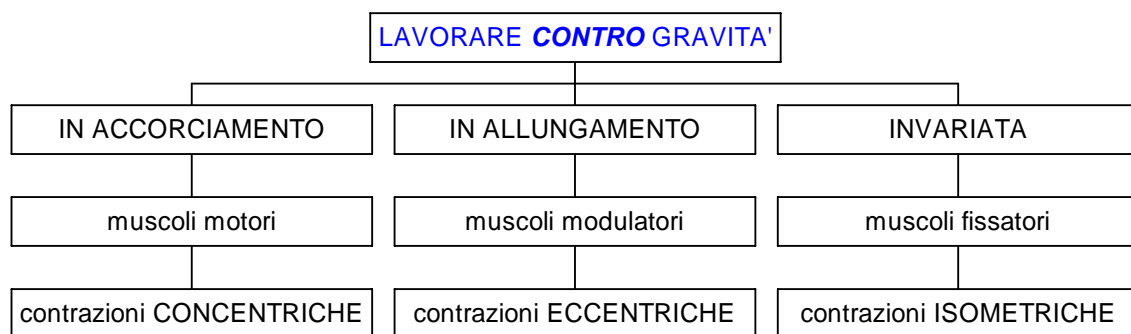 LAVORARE CONTRO GRAVITA'
IN ACCORCIAMENTO
IN ALLUNGAMENTO
INVARIATA
muscoli motori
muscoli modulatori
muscoli fissatori
contrazioni CONCENTRICHE
contrazioni ECCENTRICHE
contrazioni ISOMETRICHE